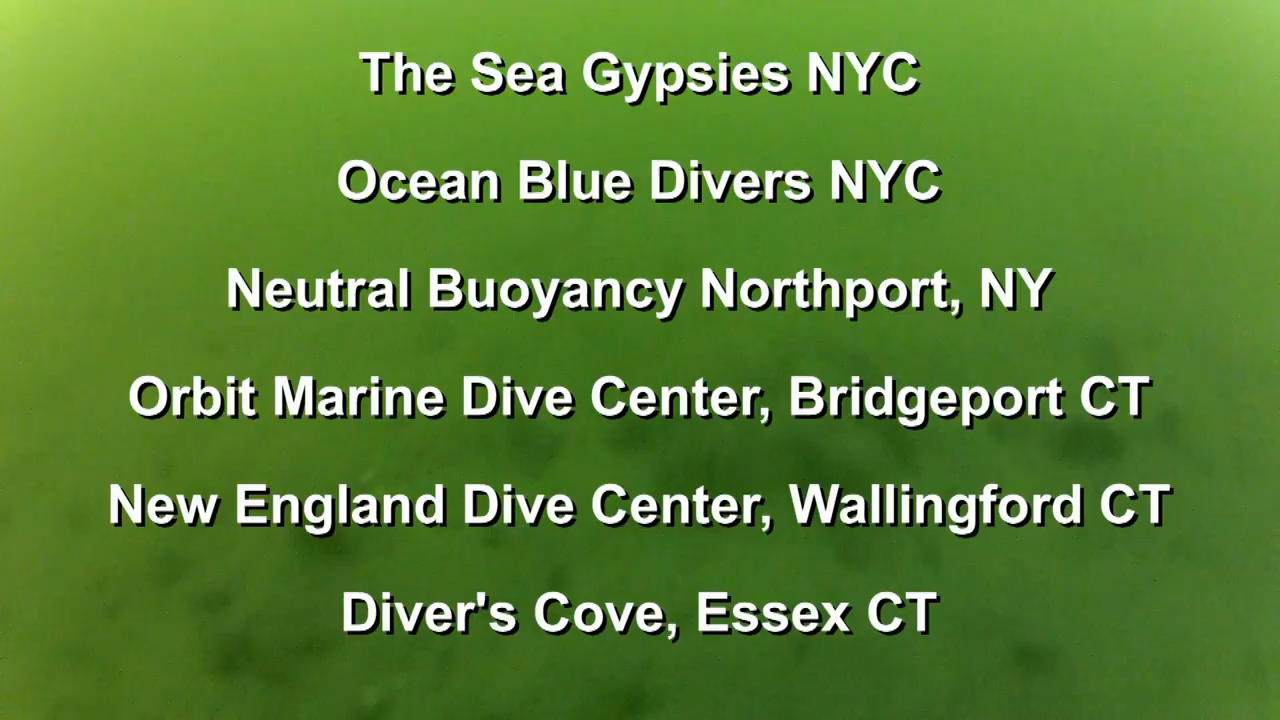 The Sea Gypsies NYC
Ocean Blue Divers NYC
Neutral Buoyancy Northport, NY
Orbit Marine Dive Center, Bridgeport CT
New England Dive Center, Wallingford CT
Diver's Cove, Essex CT